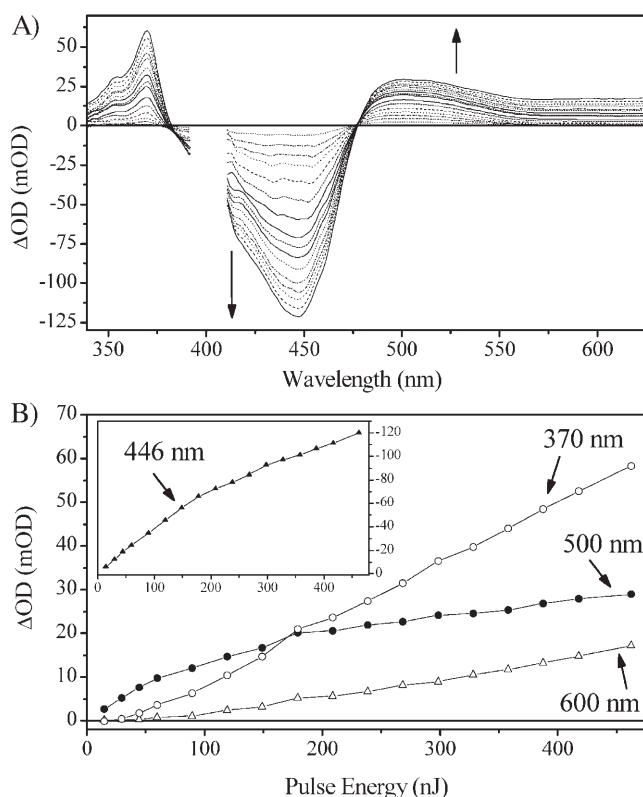 A)
50
25
0
-25
-50
-75
-100
-125
ΔOD (mOD)
350 400 450 500 550 600
Wavelength (nm)
B)
70
60
50
40
30
20
10
0
ΔOD (mOD)
446 nm
-120
-100
-80
-60
-40
-20
0
0 100 200 300 400
370 nm
500 nm
600 nm
0 100 200 300 400
Pulse Energy (nJ)